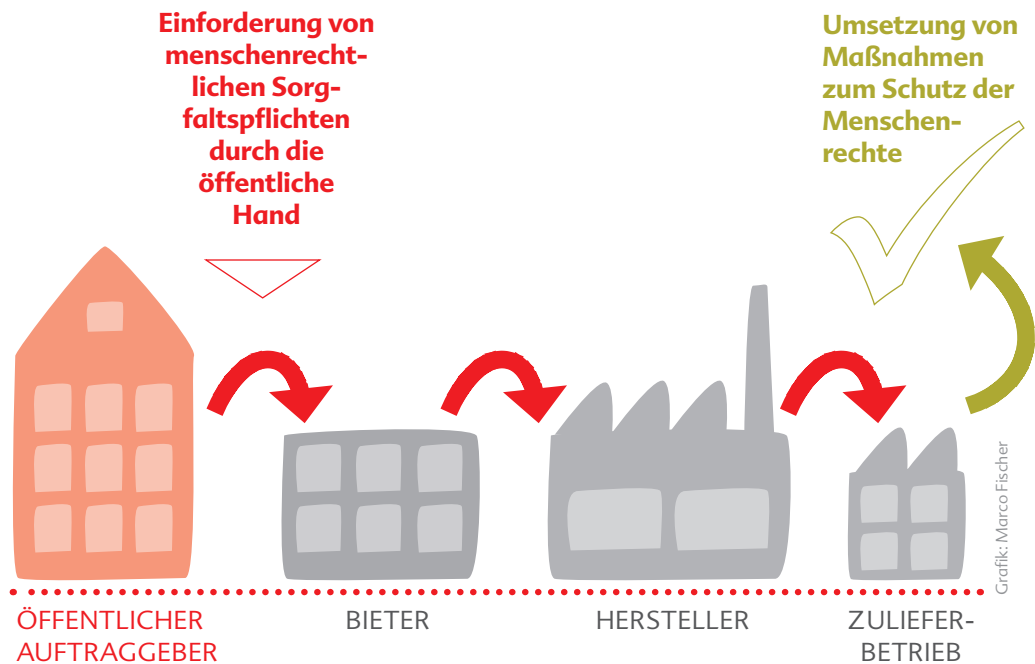 Einforderung von
menschenrecht-
lichen Sorg-
faltspflichten
durch die
öffentliche
Hand
Umsetzung von
Maßnahmen
zum Schutz der
Menschen-
rechte
Grafik: Marco Fischer
ÖFFENTLICHER
AUFTRAGGEBER
BIETER
HERSTELLER
ZULIEFER-
BETRIEB